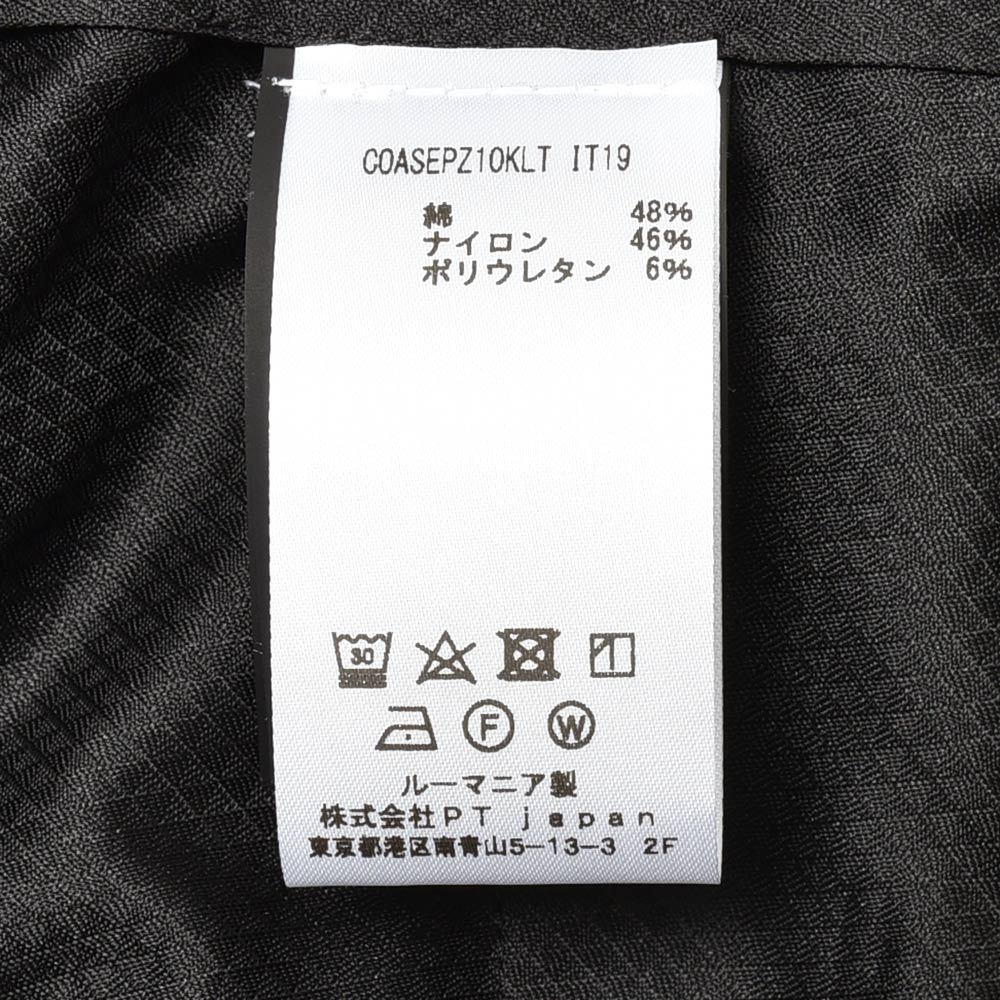 COASEPZ10KLT IT19
綿 48%
ナイロン 46%
ポリウレタン 6%
30
F W
ルーマニア製
株式会社PT japan
東京都港区南青山5-13-3 2F